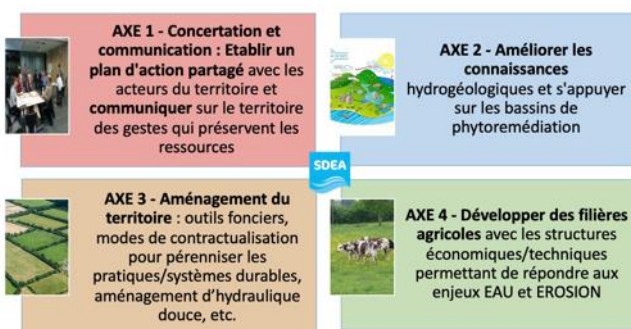 AXE 1 - Concertation et
communication : Etablir un
plan d'action partagé avec les
acteurs du territoire et
communiquer sur le territoire
des gestes qui préservent les
ressources
AXE 2 - Améliorer les
connaissances
hydrogéologiques et s'appuyer
sur les bassins de
phytoremédiation
SDEA
AXE 3 - Aménagement du
territoire : outils fonciers,
modes de contractualisation
pour pérenniser les
pratiques/systèmes durables,
aménagement d’hydraulique
douce, etc.
AXE 4 - Développer des filières
agricoles avec les structures
économiques/techniques
permettant de répondre aux
enjeux EAU et EROSION